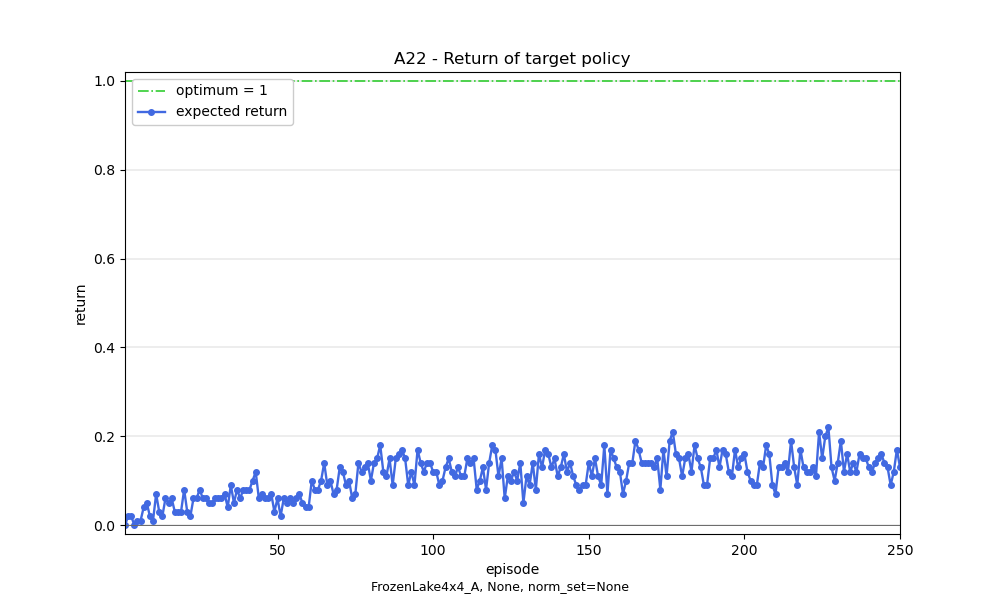 A22 - Return of target policy
optimum = 1
expected return
1.0
0.8
0.6
0.4
0.2
0.0
return
50
100
150
200
250
episode
FrozenLake4x4_A, None, norm_set=None